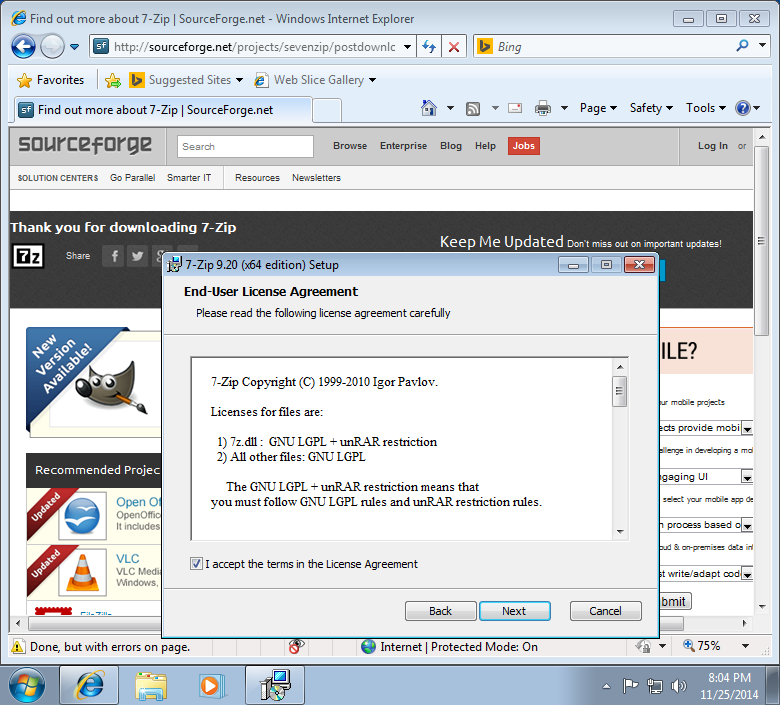 Find out more about 7-Zip | SourceForge.net - Windows Internet Explorer
http://sourceforge.net/projects/sevenzip/postdownlo
Bing
Favorites
Suggested Sites
Web Slice Gallery
Find out more about 7-Zip | SourceForge.net
Page
Safety
Tools
sourceforge
Search
Browse
Enterprise
Blog
Help
Jobs
Log In
or
SOLUTION CENTERS
Go Parallel
Smarter IT
Resources
Newsletters
Thank you for downloading 7-Zip
7z
Share
Keep Me Updated Don't miss out on important updates!
7-Zip 9.20 (x64 edition) Setup
End-User License Agreement
Please read the following license agreement carefully
7-Zip Copyright (C) 1999-2010 Igor Pavlov.
Licenses for files are:
1) 7z.dll : GNU LGPL + unRAR restriction
2) All other files: GNU LGPL
The GNU LGPL + unRAR restriction means that
you must follow GNU LGPL rules and unRAR restriction rules.
I accept the terms in the License Agreement
Back
Next
Cancel
New
Version
Available!
Recommended Projec
Updated
Open Of
OpenOffic
It includes
Updated
VLC
VLC Media
Windows,
FileZilla
ILE?
ur mobile projects
ects provide mobi
allenge in developing a mo
ngaging UI
select your mobile app de
n process based o
oud & on-premises data in
st write/adapt code
bmit
Done, but with errors on page.
Internet | Protected Mode: On
75%
8:04 PM
11/25/2014